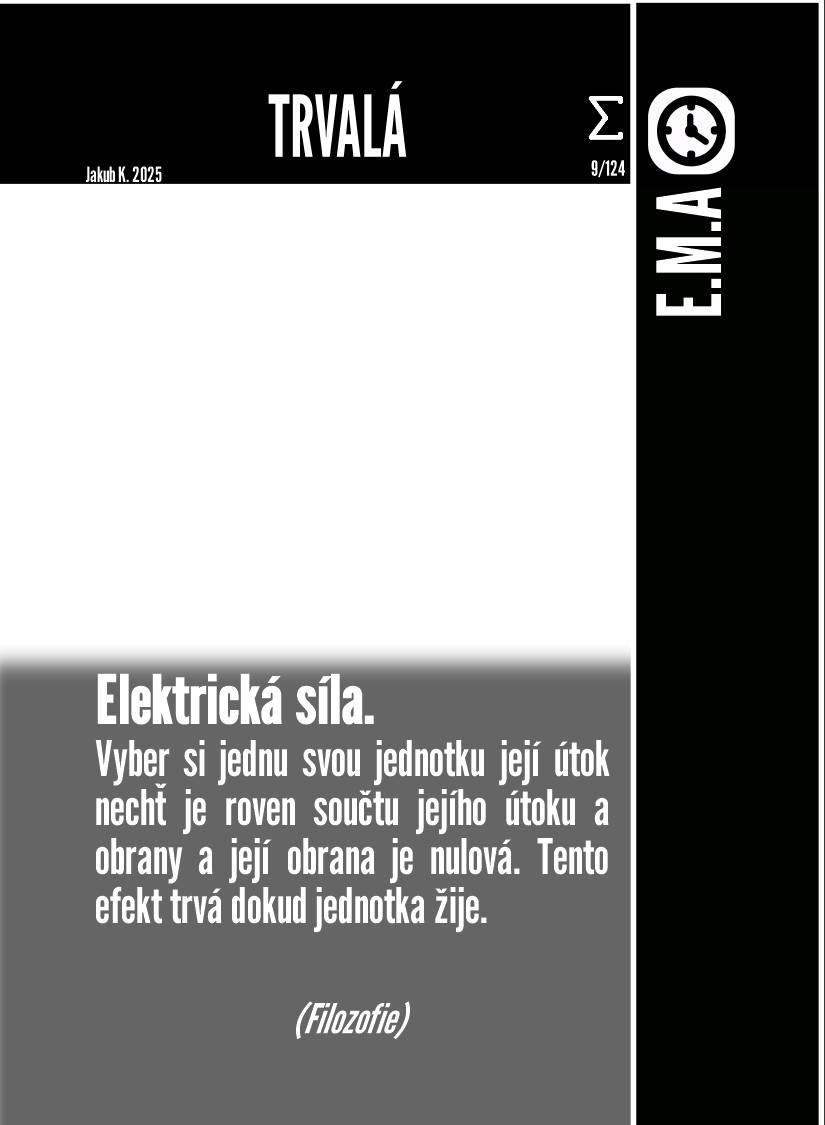 TRVALÁ
Σ
Jakub K. 2025
9/124
E.M.A
Elektrická síla.
Vyber si jednu svou jednotku její útok
nechť je roven součtu jejího útoku a
obrany a její obrana je nulová. Tento
efekt trvá dokud jednotka žije.
(Filozofie)